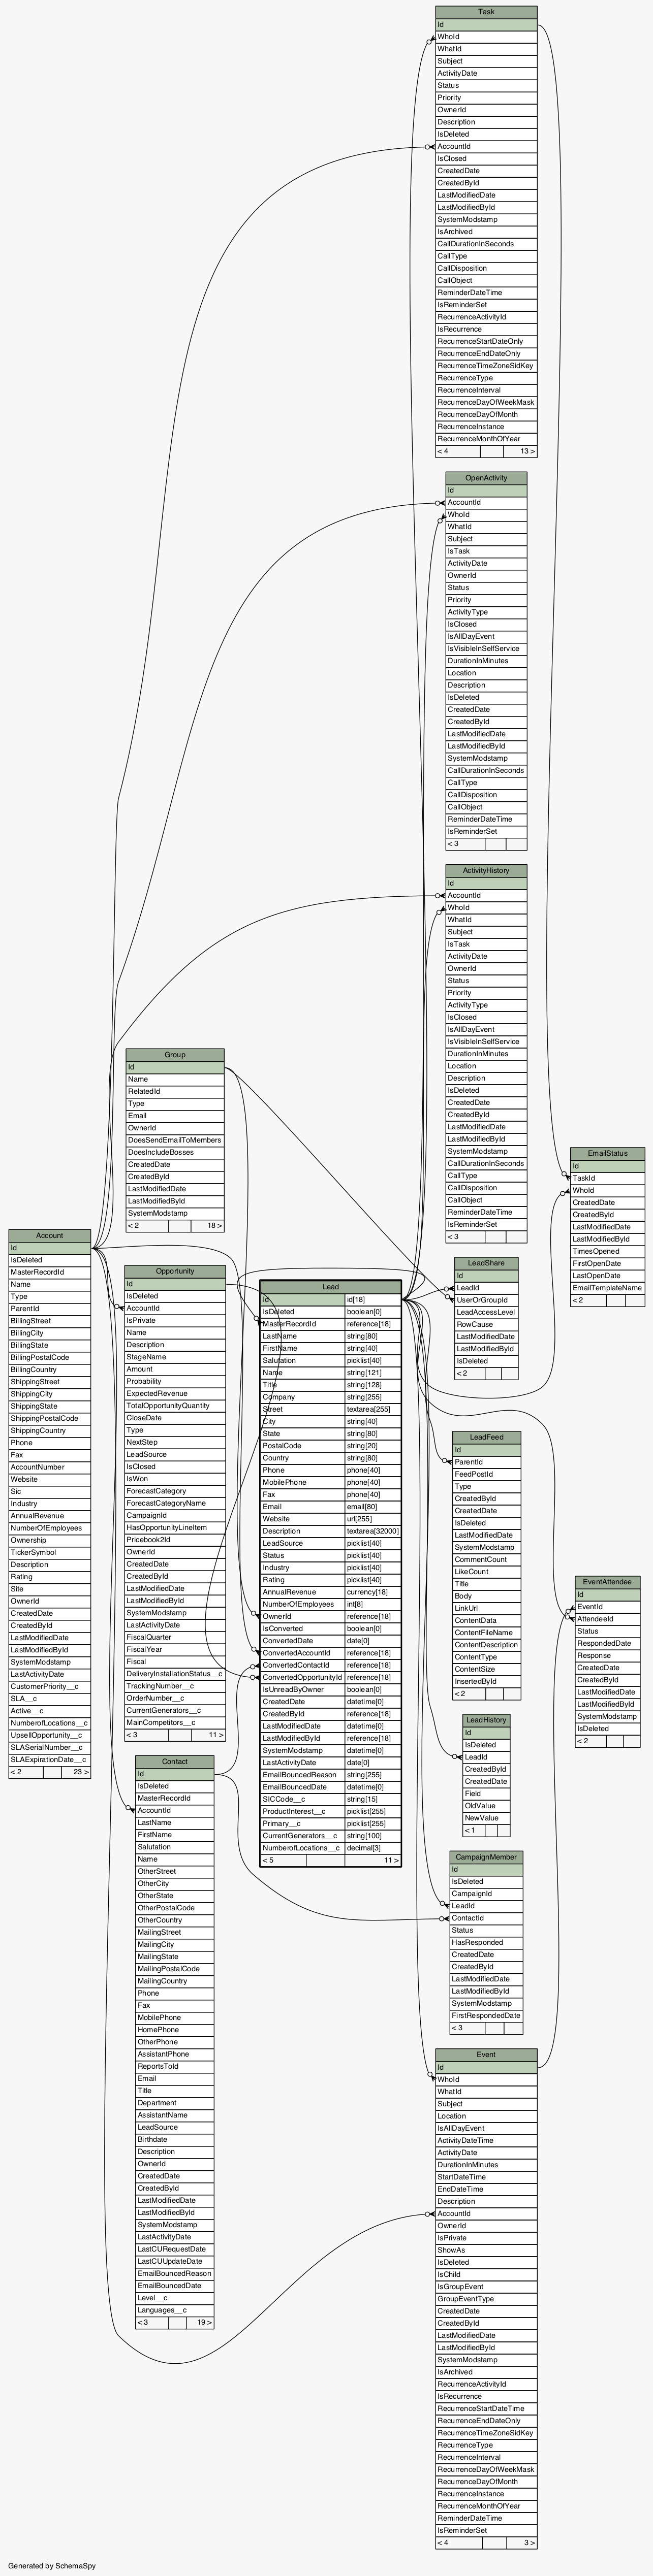 Task
Id
WhoId
WhatId
Subject
ActivityDate
Status
Priority
OwnerId
Description
IsDeleted
AccountId
IsClosed
CreatedDate
CreatedById
LastModifiedDate
LastModifiedById
SystemModstamp
IsArchived
CallDurationInSeconds
CallType
CallDisposition
CallObject
ReminderDateTime
IsReminderSet
RecurrenceActivityId
IsRecurrence
RecurrenceStartDateOnly
RecurrenceEndDateOnly
RecurrenceTimeZoneSidKey
RecurrenceType
RecurrenceInterval
RecurrenceDayOfWeekMask
RecurrenceDayOfMonth
RecurrenceInstance
RecurrenceMonthOfYear
< 4 13 >
OpenActivity
Id
AccountId
WhoId
WhatId
Subject
IsTask
ActivityDate
OwnerId
Status
Priority
ActivityType
IsClosed
IsAllDayEvent
IsVisibleInSelfService
DurationInMinutes
Location
Description
IsDeleted
CreatedDate
CreatedById
LastModifiedDate
LastModifiedById
SystemModstamp
CallDurationInSeconds
CallType
CallDisposition
CallObject
ReminderDateTime
IsReminderSet
< 3
ActivityHistory
Id
AccountId
WhoId
WhatId
Subject
IsTask
ActivityDate
OwnerId
Status
Priority
ActivityType
IsClosed
IsAllDayEvent
IsVisibleInSelfService
DurationInMinutes
Location
Description
IsDeleted
CreatedDate
CreatedById
LastModifiedDate
LastModifiedById
SystemModstamp
CallDurationInSeconds
CallType
CallDisposition
CallObject
ReminderDateTime
IsReminderSet
< 3
Group
Id
Name
RelatedId
Type
Email
OwnerId
DoesSendEmailToMembers
DoesIncludeBosses
CreatedDate
CreatedById
LastModifiedDate
LastModifiedById
SystemModstamp
< 2 18 >
EmailStatus
Id
TaskId
WhoId
CreatedDate
CreatedById
LastModifiedDate
LastModifiedById
TimesOpened
FirstOpenDate
LastOpenDate
EmailTemplateName
< 2
Account
Id
IsDeleted
MasterRecordId
Name
Type
ParentId
BillingStreet
BillingCity
BillingState
BillingPostalCode
BillingCountry
ShippingStreet
ShippingCity
ShippingState
ShippingPostalCode
ShippingCountry
Phone
Fax
AccountNumber
Website
Sic
Industry
AnnualRevenue
NumberOfEmployees
Ownership
TickerSymbol
Description
Rating
Site
OwnerId
CreatedDate
CreatedById
LastModifiedDate
LastModifiedById
SystemModstamp
LastActivityDate
CustomerPriority__c
SLA__c
Active__c
NumberofLocations__c
UpsellOpportunity__c
SLASerialNumber__c
SLAExpirationDate__c
< 2 23 >
Opportunity
Id
IsDeleted
AccountId
IsPrivate
Name
Description
StageName
Amount
Probability
ExpectedRevenue
TotalOpportunityQuantity
CloseDate
Type
NextStep
LeadSource
IsClosed
IsWon
ForecastCategory
ForecastCategoryName
CampaignId
HasOpportunityLineItem
Pricebook2Id
OwnerId
CreatedDate
CreatedById
LastModifiedDate
LastModifiedById
SystemModstamp
LastActivityDate
FiscalQuarter
FiscalYear
Fiscal
DeliveryInstallationStatus__c
TrackingNumber__c
OrderNumber__c
CurrentGenerators__c
MainCompetitors__c
< 3 11 >
Lead
Id id[18]
IsDeleted boolean[0]
MasterRecordId reference[18]
LastName string[80]
FirstName string[40]
Salutation picklist[40]
Name string[121]
Title string[128]
Company string[255]
Street textarea[255]
City string[40]
State string[80]
PostalCode string[20]
Country string[80]
Phone phone[40]
MobilePhone phone[40]
Fax phone[40]
Email email[80]
Website url[255]
Description textarea[32000]
LeadSource picklist[40]
Status picklist[40]
Industry picklist[40]
Rating picklist[40]
AnnualRevenue currency[18]
NumberOfEmployees int[8]
OwnerId reference[18]
IsConverted boolean[0]
ConvertedDate date[0]
ConvertedAccountId reference[18]
ConvertedContactId reference[18]
ConvertedOpportunityId reference[18]
IsUnreadByOwner boolean[0]
CreatedDate datetime[0]
CreatedById reference[18]
LastModifiedDate datetime[0]
LastModifiedById reference[18]
SystemModstamp datetime[0]
LastActivityDate date[0]
EmailBouncedReason string[255]
EmailBouncedDate datetime[0]
SICCode__c string[15]
ProductInterest__c picklist[255]
Primary__c picklist[255]
CurrentGenerators__c string[100]
NumberofLocations__c decimal[3]
< 5 11 >
LeadShare
Id
LeadId
UserOrGroupId
LeadAccessLevel
RowCause
LastModifiedDate
LastModifiedById
IsDeleted
< 2
LeadFeed
Id
ParentId
FeedPostId
Type
CreatedById
CreatedDate
IsDeleted
LastModifiedDate
SystemModstamp
CommentCount
LikeCount
Title
Body
LinkUrl
ContentData
ContentFileName
ContentDescription
ContentType
ContentSize
InsertedById
< 2
EventAttendee
Id
EventId
AttendeeId
Status
RespondedDate
Response
CreatedDate
CreatedById
LastModifiedDate
LastModifiedById
SystemModstamp
IsDeleted
< 2
LeadHistory
Id
IsDeleted
LeadId
CreatedById
CreatedDate
Field
OldValue
NewValue
< 1
Contact
Id
IsDeleted
MasterRecordId
AccountId
LastName
FirstName
Salutation
Name
OtherStreet
OtherCity
OtherState
OtherPostalCode
OtherCountry
MailingStreet
MailingCity
MailingState
MailingPostalCode
MailingCountry
Phone
Fax
MobilePhone
HomePhone
OtherPhone
AssistantPhone
ReportsToId
Email
Title
Department
AssistantName
LeadSource
Birthdate
Description
OwnerId
CreatedDate
CreatedById
LastModifiedDate
LastModifiedById
SystemModstamp
LastActivityDate
LastCURequestDate
LastCUUpdateDate
EmailBouncedReason
EmailBouncedDate
Level__c
Languages__c
< 3 19 >
CampaignMember
Id
IsDeleted
CampaignId
LeadId
ContactId
Status
HasResponded
CreatedDate
CreatedById
LastModifiedDate
LastModifiedById
SystemModstamp
FirstRespondedDate
< 3
Event
Id
WhoId
WhatId
Subject
Location
IsAllDayEvent
ActivityDateTime
ActivityDate
DurationInMinutes
StartDateTime
EndDateTime
Description
AccountId
OwnerId
IsPrivate
ShowAs
IsDeleted
IsChild
IsGroupEvent
GroupEventType
CreatedDate
CreatedById
LastModifiedDate
LastModifiedById
SystemModstamp
IsArchived
RecurrenceActivityId
IsRecurrence
RecurrenceStartDateTime
RecurrenceEndDateOnly
RecurrenceTimeZoneSidKey
RecurrenceType
RecurrenceInterval
RecurrenceDayOfWeekMask
RecurrenceDayOfMonth
RecurrenceInstance
RecurrenceMonthOfYear
ReminderDateTime
IsReminderSet
< 4 3 >
Generated by SchemaSpy